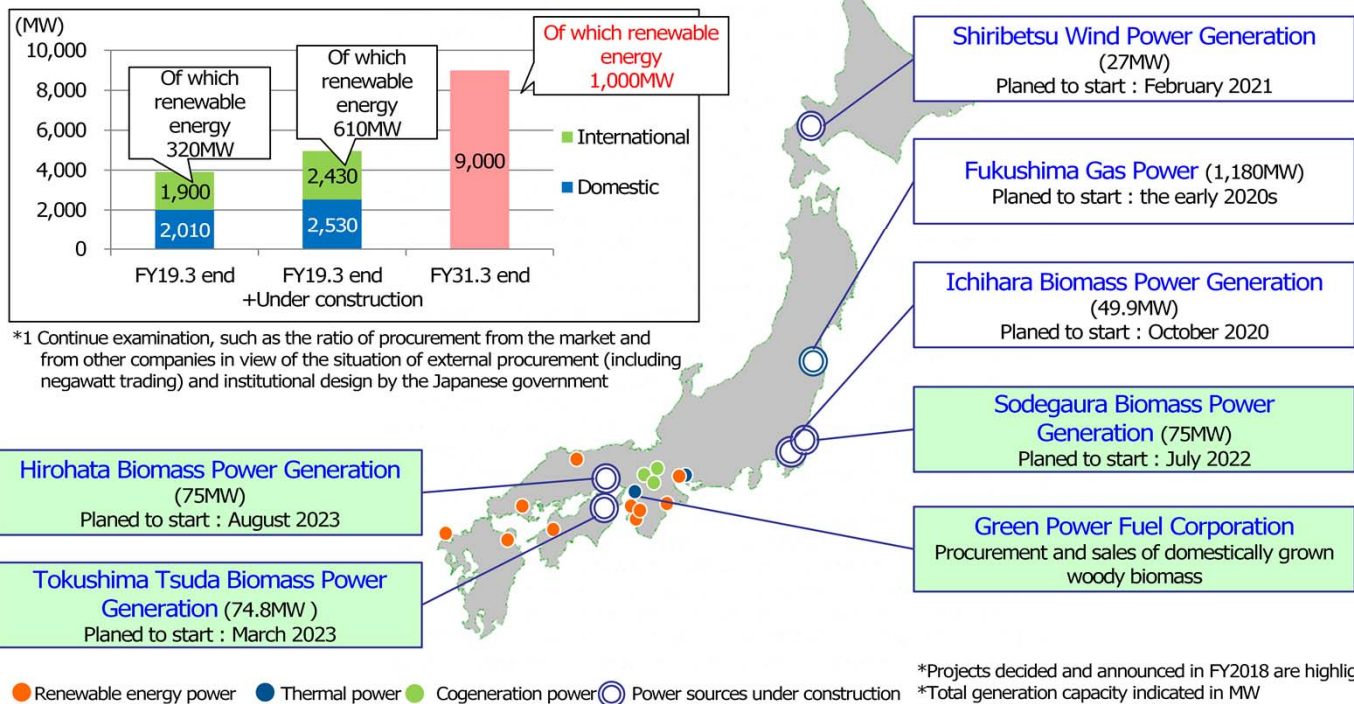 (MW)
10,000
8,000
6,000
4,000
2,000
0
Of which
renewable
energy
320MW
Of which
renewable
energy
610MW
Of which renewable
energy
1,000MW
1,900
2,010
2,430
2,530
9,000
International
Domestic
FY19.3 end
FY19.3 end
+Under construction
FY31.3 end
*1 Continue examination, such as the ratio of procurement from the market and
from other companies in view of the situation of external procurement (including
negawatt trading) and institutional design by the Japanese government
Shiribetsu Wind Power Generation
(27MW)
Planed to start : February 2021
Fukushima Gas Power (1,180MW)
Planed to start : the early 2020s
Ichihara Biomass Power Generation
(49.9MW)
Planed to start : October 2020
Sodegaura Biomass Power
Generation (75MW)
Planed to start : July 2022
Green Power Fuel Corporation
Procurement and sales of domestically grown
woody biomass
Hirohata Biomass Power Generation
(75MW)
Planed to start : August 2023
Tokushima Tsuda Biomass Power
Generation (74.8MW )
Planed to start : March 2023
Renewable energy power
Thermal power
Cogeneration power
Power sources under construction
*Projects decided and announced in FY2018 are highlig
*Total generation capacity indicated in MW